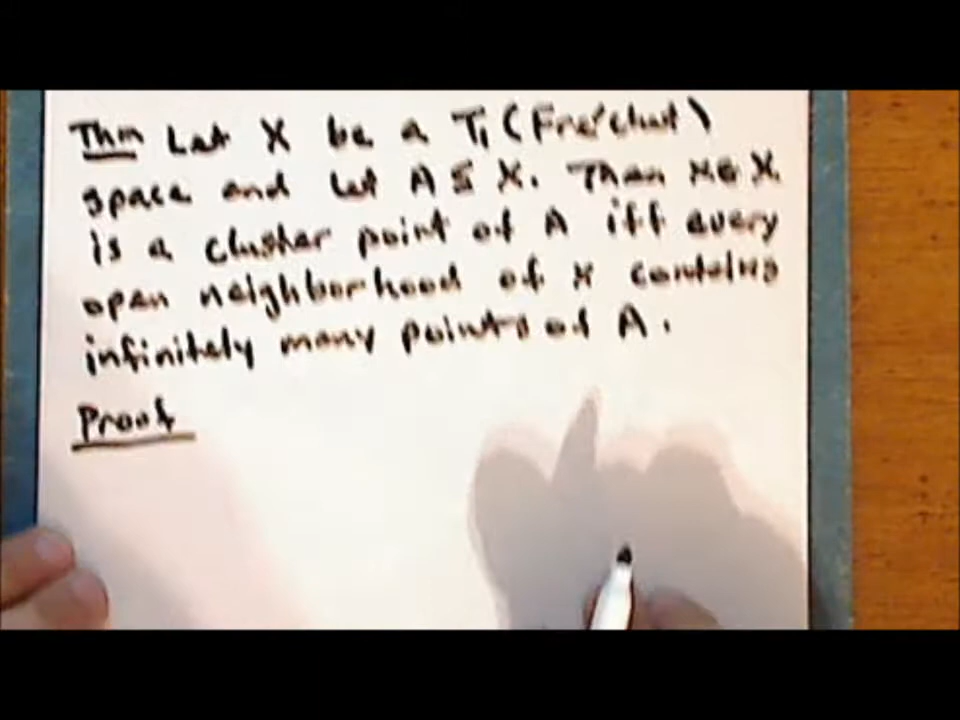 Thm Let X be a T₁ (Fréchet)
space and let A ⊆ X. Then x∈X
is a cluster point of A iff every
open neighborhood of x contains
infinitely many points of A.
Proof